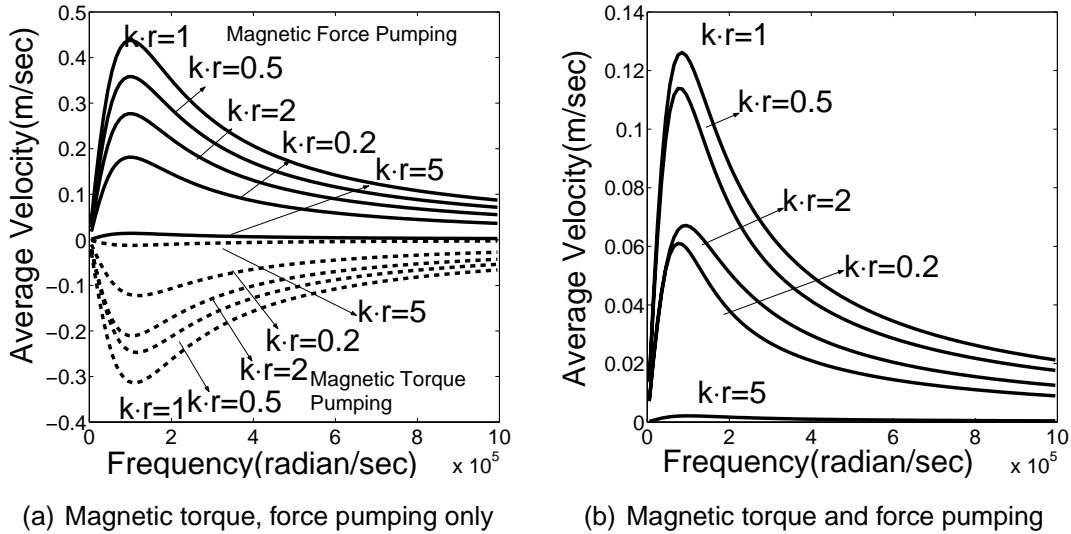 0.5
0.4
0.3
0.2
0.1
0
−0.1
−0.2
−0.3
−0.4
Average Velocity(m/sec)
k·r=1
Magnetic Force Pumping
k·r=0.5
k·r=2
k·r=0.2
k·r=5
k·r=5
k·r=0.2
k·r=2
k·r=0.5
k·r=1
Magnetic Torque
Pumping
0 2 4 6 8 10
Frequency(radian/sec)
x 10^5
(a) Magnetic torque, force pumping only
0.14
0.12
0.1
0.08
0.06
0.04
0.02
0
Average Velocity(m/sec)
k·r=1
k·r=0.5
k·r=2
k·r=0.2
k·r=5
0 2 4 6 8 10
Frequency(radian/sec)
x 10^5
(b) Magnetic torque and force pumping